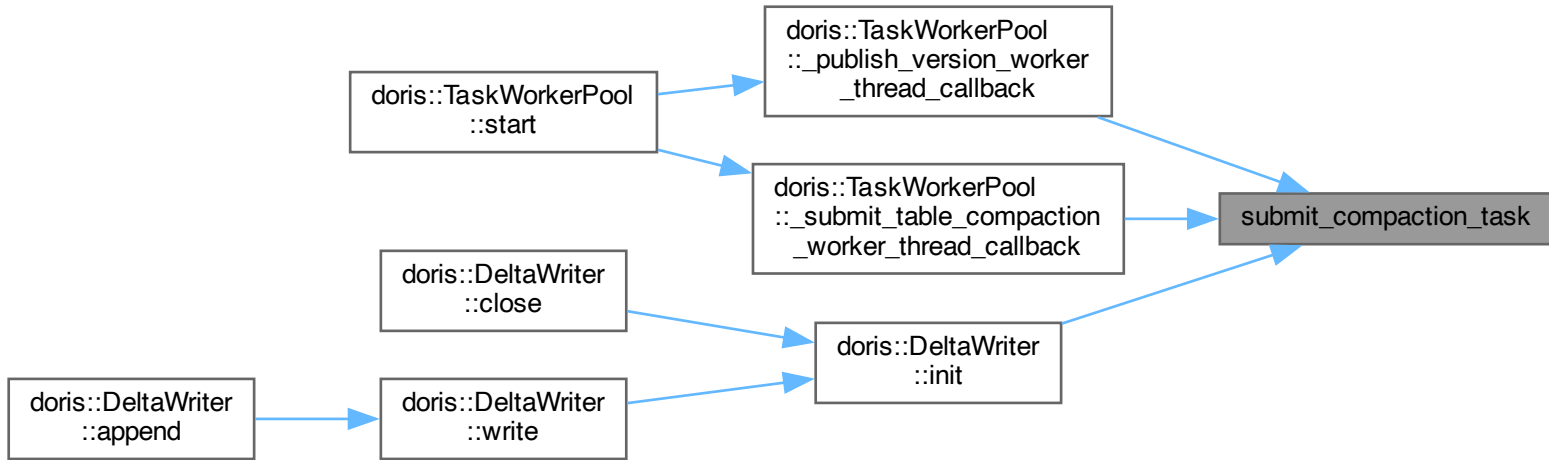 doris::TaskWorkerPool
::_publish_version_worker
_thread_callback
doris::TaskWorkerPool
::start
doris::TaskWorkerPool
::_submit_table_compaction
_worker_thread_callback
submit_compaction_task
doris::DeltaWriter
::close
doris::DeltaWriter
::init
doris::DeltaWriter
::append
doris::DeltaWriter
::write